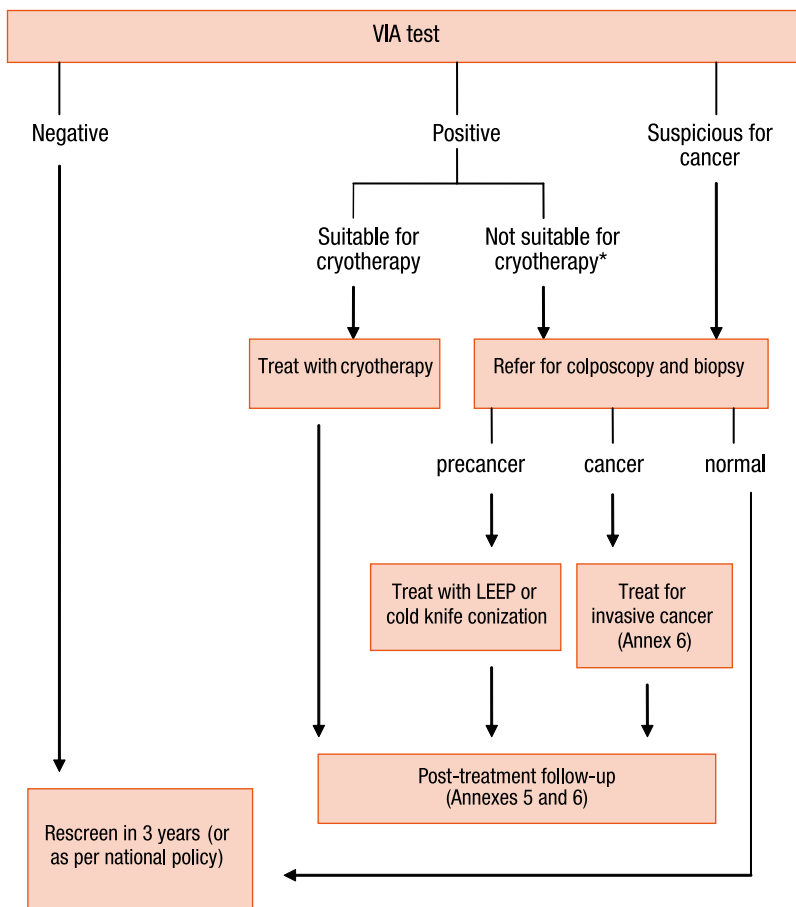 VIA test
Negative
Positive
Suspicious for
cancer
Suitable for
cryotherapy
Not suitable for
cryotherapy*
Treat with cryotherapy
Refer for colposcopy and biopsy
precancer
cancer
normal
Treat with LEEP or
cold knife conization
Treat for
invasive cancer
(Annex 6)
Post-treatment follow-up
(Annexes 5 and 6)
Rescreen in 3 years (or
as per national policy)